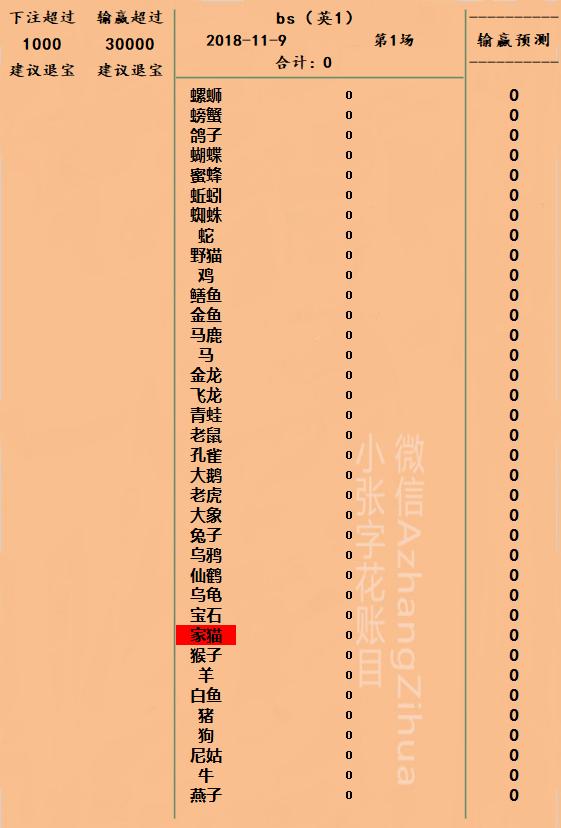 下注超过 输赢超过
1000 30000
建议退宝 建议退宝
bs（英1）
2018-11-9 第1场
合计：0
输赢预测
螺蛳 0 0
螃蟹 0 0
鸽子 0 0
蝴蝶 0 0
蜜蜂 0 0
蚯蚓 0 0
蜘蛛 0 0
蛇 0 0
野猫 0 0
鸡 0 0
鳝鱼 0 0
金鱼 0 0
马鹿 0 0
马 0 0
金龙 0 0
飞龙 0 0
青蛙 0 0
老鼠 0 0
孔雀 0 0
大鹅 0 0
老虎 0 0
大象 0 0
兔子 0 0
乌鸦 0 0
仙鹤 0 0
乌龟 0 0
宝石 0 0
家猫 0 0
猴子 0 0
羊 0 0
白鱼 0 0
猪 0 0
狗 0 0
尼姑 0 0
牛 0 0
燕子 0 0
微信AzhangZihua
小张字花账目